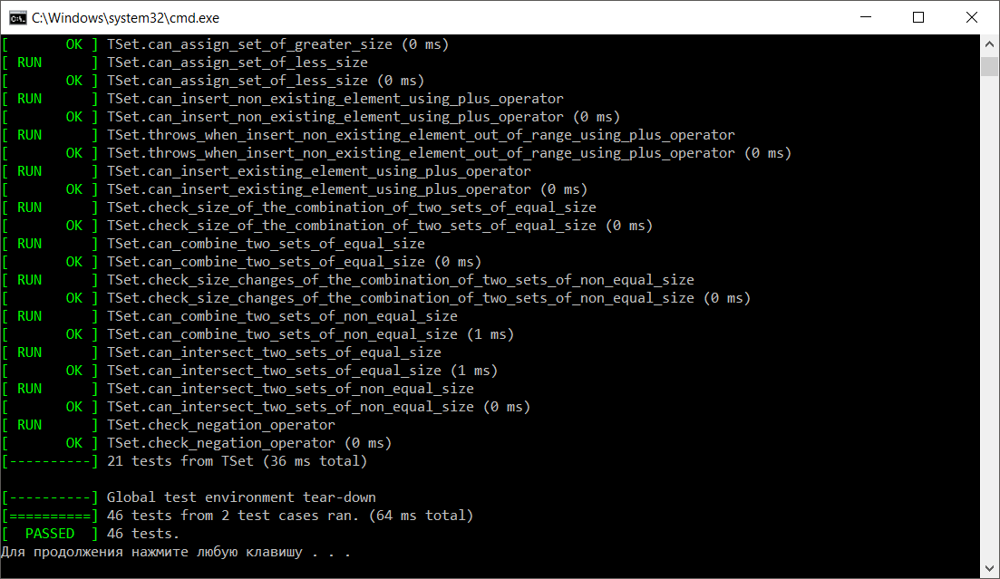 C:\Windows\system32\cmd.exe
[       OK ] TSet.can_assign_set_of_greater_size (0 ms)
[ RUN      ] TSet.can_assign_set_of_less_size
[       OK ] TSet.can_assign_set_of_less_size (0 ms)
[ RUN      ] TSet.can_insert_non_existing_element_using_plus_operator
[       OK ] TSet.can_insert_non_existing_element_using_plus_operator (0 ms)
[ RUN      ] TSet.throws_when_insert_non_existing_element_out_of_range_using_plus_operator
[       OK ] TSet.throws_when_insert_non_existing_element_out_of_range_using_plus_operator (0 ms)
[ RUN      ] TSet.can_insert_existing_element_using_plus_operator
[       OK ] TSet.can_insert_existing_element_using_plus_operator (0 ms)
[ RUN      ] TSet.check_size_of_the_combination_of_two_sets_of_equal_size
[       OK ] TSet.check_size_of_the_combination_of_two_sets_of_equal_size (0 ms)
[ RUN      ] TSet.can_combine_two_sets_of_equal_size
[       OK ] TSet.can_combine_two_sets_of_equal_size (0 ms)
[ RUN      ] TSet.check_size_changes_of_the_combination_of_two_sets_of_non_equal_size
[       OK ] TSet.check_size_changes_of_the_combination_of_two_sets_of_non_equal_size (0 ms)
[ RUN      ] TSet.can_combine_two_sets_of_non_equal_size
[       OK ] TSet.can_combine_two_sets_of_non_equal_size (1 ms)
[ RUN      ] TSet.can_intersect_two_sets_of_equal_size
[       OK ] TSet.can_intersect_two_sets_of_equal_size (1 ms)
[ RUN      ] TSet.can_intersect_two_sets_of_non_equal_size
[       OK ] TSet.can_intersect_two_sets_of_non_equal_size (0 ms)
[ RUN      ] TSet.check_negation_operator
[       OK ] TSet.check_negation_operator (0 ms)
[----------] 21 tests from TSet (36 ms total)
[----------] Global test environment tear-down
[==========] 46 tests from 2 test cases ran. (64 ms total)
[  PASSED  ] 46 tests.
Для продолжения нажмите любую клавишу . . .